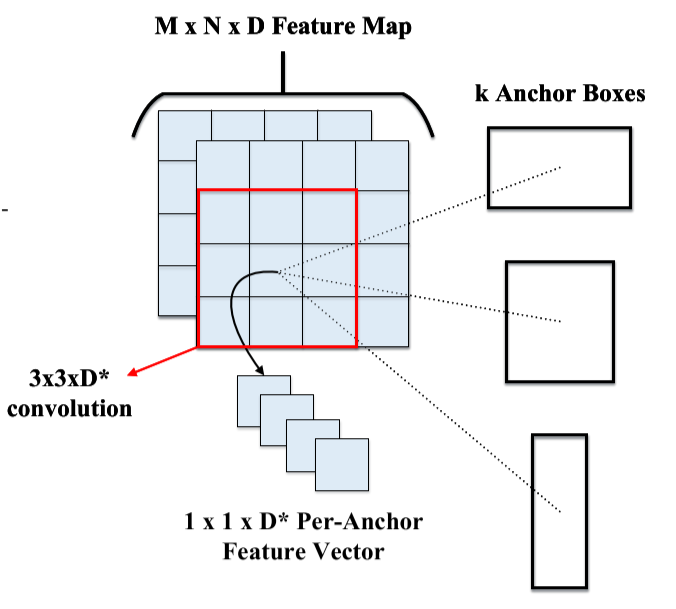 M x N x D Feature Map
k Anchor Boxes
-
3x3xD*
convolution
1 x 1 x D* Per-Anchor
Feature Vector